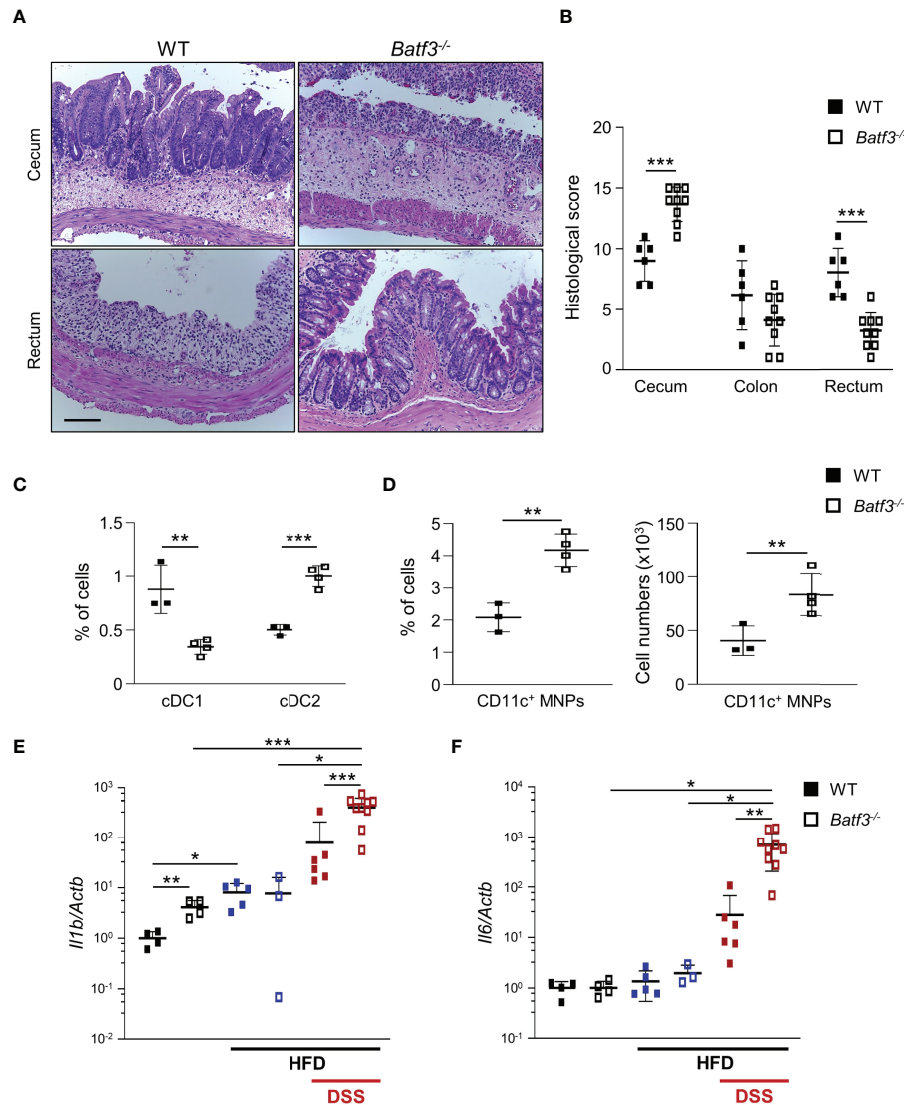 A
WT
Batf3-/-
Cecum
Rectum
B
WT
Batf3-/-
Histological score
20
15
10
5
0
***
***
Cecum Colon Rectum
C
% of cells
1.5
1
0.5
0
**
***
cDC1 cDC2
D
WT
Batf3-/-
% of cells
5
4
3
2
1
0
**
CD11c+ MNPs
Cell numbers (x10³)
150
100
50
0
**
CD11c+ MNPs
E
Il1b/Actb
10³
10²
10¹
10⁰
10⁻¹
10⁻²
***
*
***
*
**
HFD
DSS
F
WT
Batf3-/-
Il6/Actb
10⁴
10³
10²
10¹
10⁰
10⁻¹
*
*
**
HFD
DSS